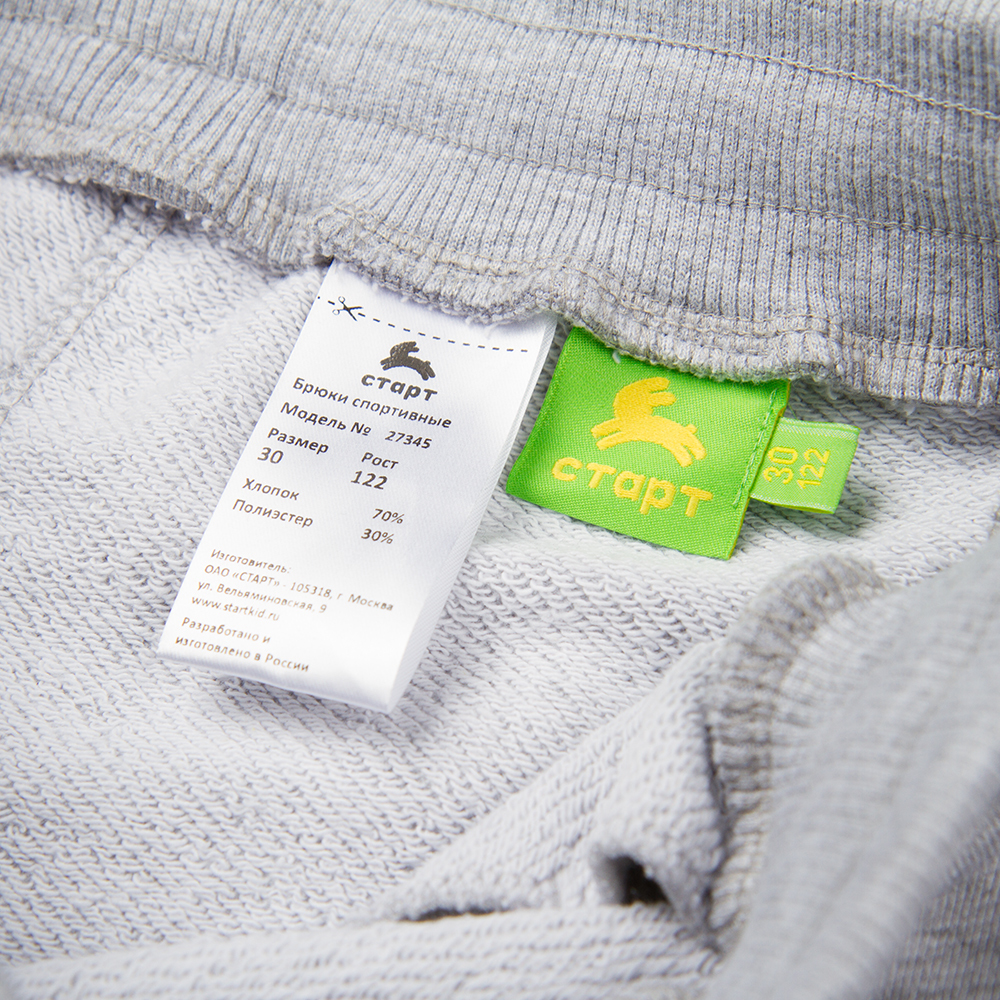 старт
Брюки спортивные
Модель № 27345
Размер Рост
30 122
Хлопок 70%
Полиэстер 30%
Изготовитель:
ОАО «СТАРТ» - 105318, г. Москва
ул. Вельяминовская, 9
www.startkid.ru
Разработано и
изготовлено в России
старт
30
122